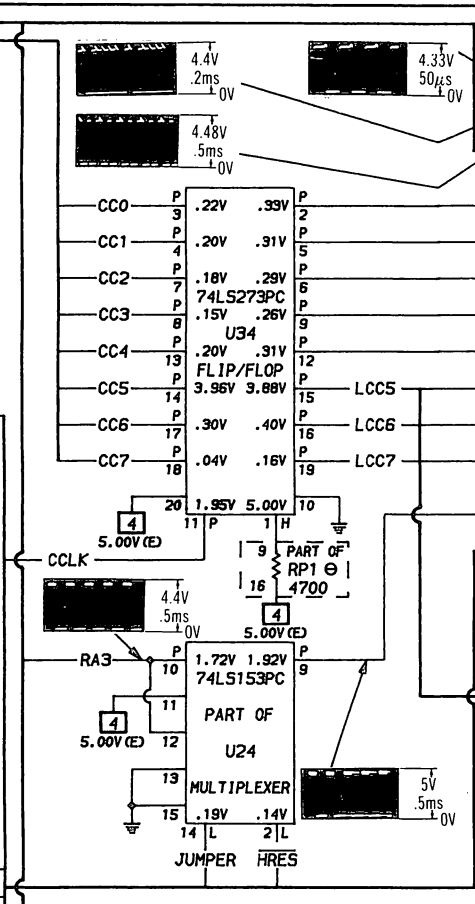 4.4V
.2ms
0V
4.33V
50µs
0V
4.48V
.5ms
0V
CC0 P 3 .22V .33V P 2
CC1 P 4 .20V .31V P 5
CC2 P 7 .18V .29V P 6
74LS273PC
CC3 P 8 .15V .26V P 9
U34
CC4 P 13 .20V .31V P 12
FLIP/FLOP
CC5 P 14 3.96V 3.88V P 15 LCC5
CC6 P 17 .30V .40V P 16 LCC6
CC7 P 18 .04V .16V P 19 LCC7
20 1.95V 5.00V 10
4
11 P 1 H
5.00V(E)
CCLK
9 PART OF
RP1 ⊖
16 4700
4
5.00V(E)
4.4V
.5ms
0V
RA3 P 10 1.72V 1.92V P 9
74LS153PC
11
4
5.00V(E)
PART OF
12
U24
13
MULTIPLEXER
15 .19V .14V
14 L 2 L
JUMPER HRES
5V
.5ms
0V